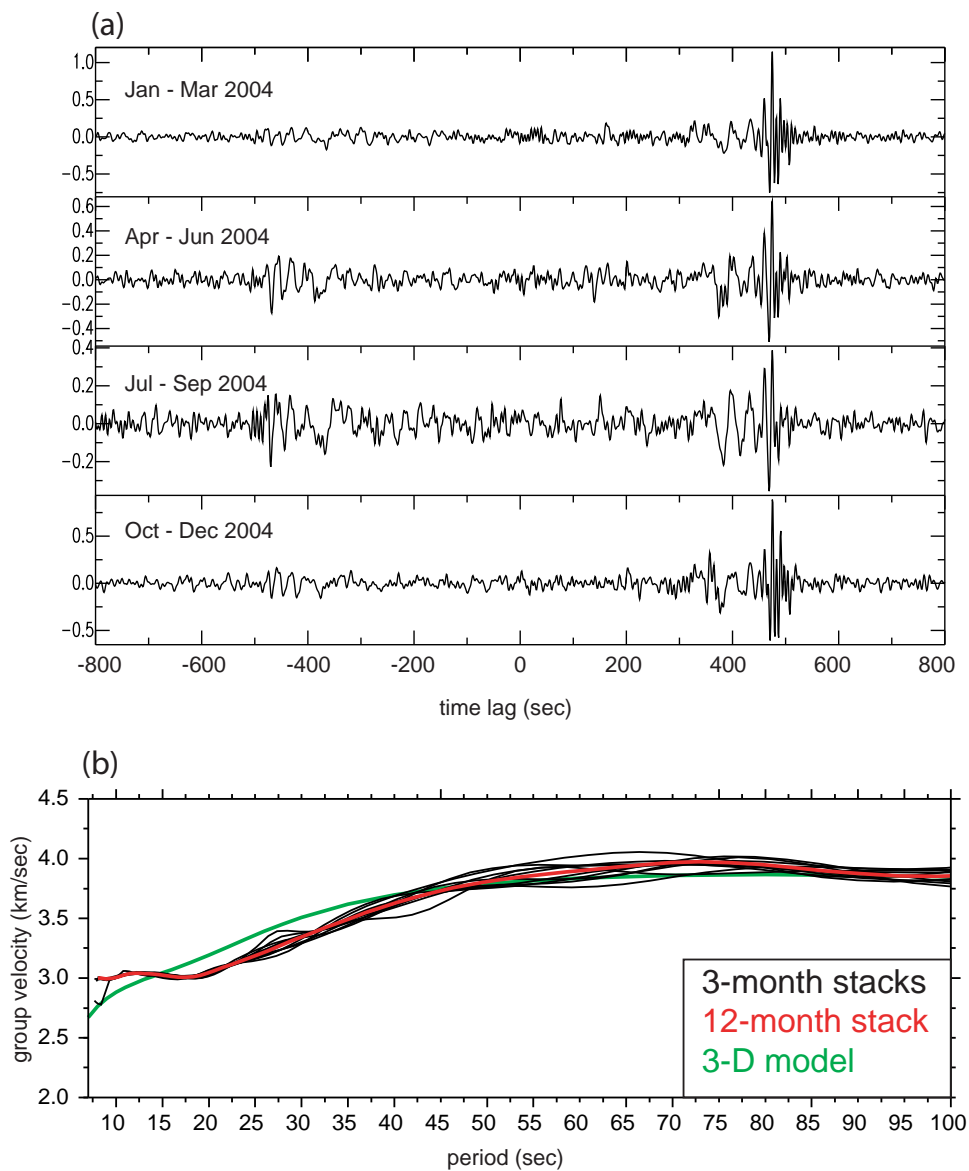 (a)
1.0
0.5
0.0
−0.5
Jan - Mar 2004
0.6
0.4
0.2
0.0
−0.2
−0.4
Apr - Jun 2004
0.4
0.2
0.0
−0.2
Jul - Sep 2004
0.5
0.0
−0.5
Oct - Dec 2004
-800 -600 -400 -200 0 200 400 600 800
time lag (sec)
(b)
group velocity (km/sec)
4.5
4.0
3.5
3.0
2.5
2.0
3-month stacks
12-month stack
3-D model
10 15 20 25 30 35 40 45 50 55 60 65 70 75 80 85 90 95 100
period (sec)